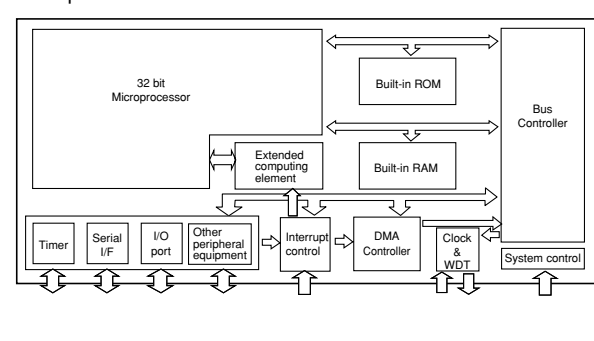 32 bit
Microprocessor
Built-in ROM
Bus
Controller
Extended
computing
element
Built-in RAM
Timer
Serial
I/F
I/O
port
Other
peripheral
equipment
Interrupt
control
DMA
Controller
Clock
&
WDT
System control